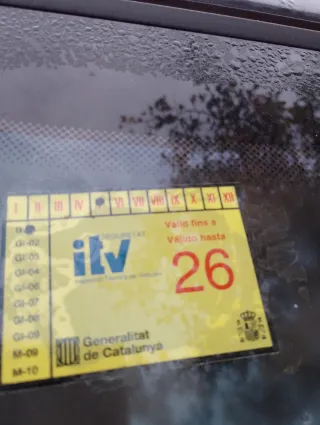 I II III IV VI VII VIII IX X XI XII
GI-02
GI-03
GI-04
GI-06
GI-07
GI-08
GI-09
M-09
M-10
SEGURETAT
itv
Vàlid fins a
Válido hasta
26
Generalitat
de Catalunya